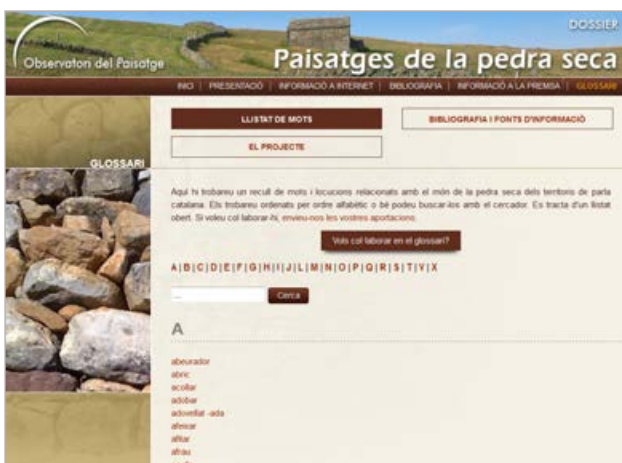 DOSSIER
Observatori del Paisatge
Paisatges de la pedra seca
INICI | PRESENTACIÓ | INFORMACIÓ A INTERNET | BIBLIOGRAFIA | INFORMACIÓ A LA PREMSA | GLOSSARI
LLISTAT DE MOTS
BIBLIOGRAFIA I FONTS D'INFORMACIÓ
EL PROJECTE
GLOSSARI
Aquí hi trobareu un recull de mots i locucions relacionats amb el món de la pedra seca dels territoris de parla
catalana. Els trobareu ordenats per ordre alfabètic o bé podeu buscar-los amb el cercador. Es tracta d'un llistat
obert. Si voleu col·laborar-hi, envieu-nos les vostres aportacions.
Vols col·laborar en el glossari?
A | B | C | D | E | F | G | H | I | J | L | M | N | O | P | Q | R | S | T | V | X
...
Cerca
A
abeurador
abric
acollar
adobar
adovellat -ada
afeixar
afitar
afrau